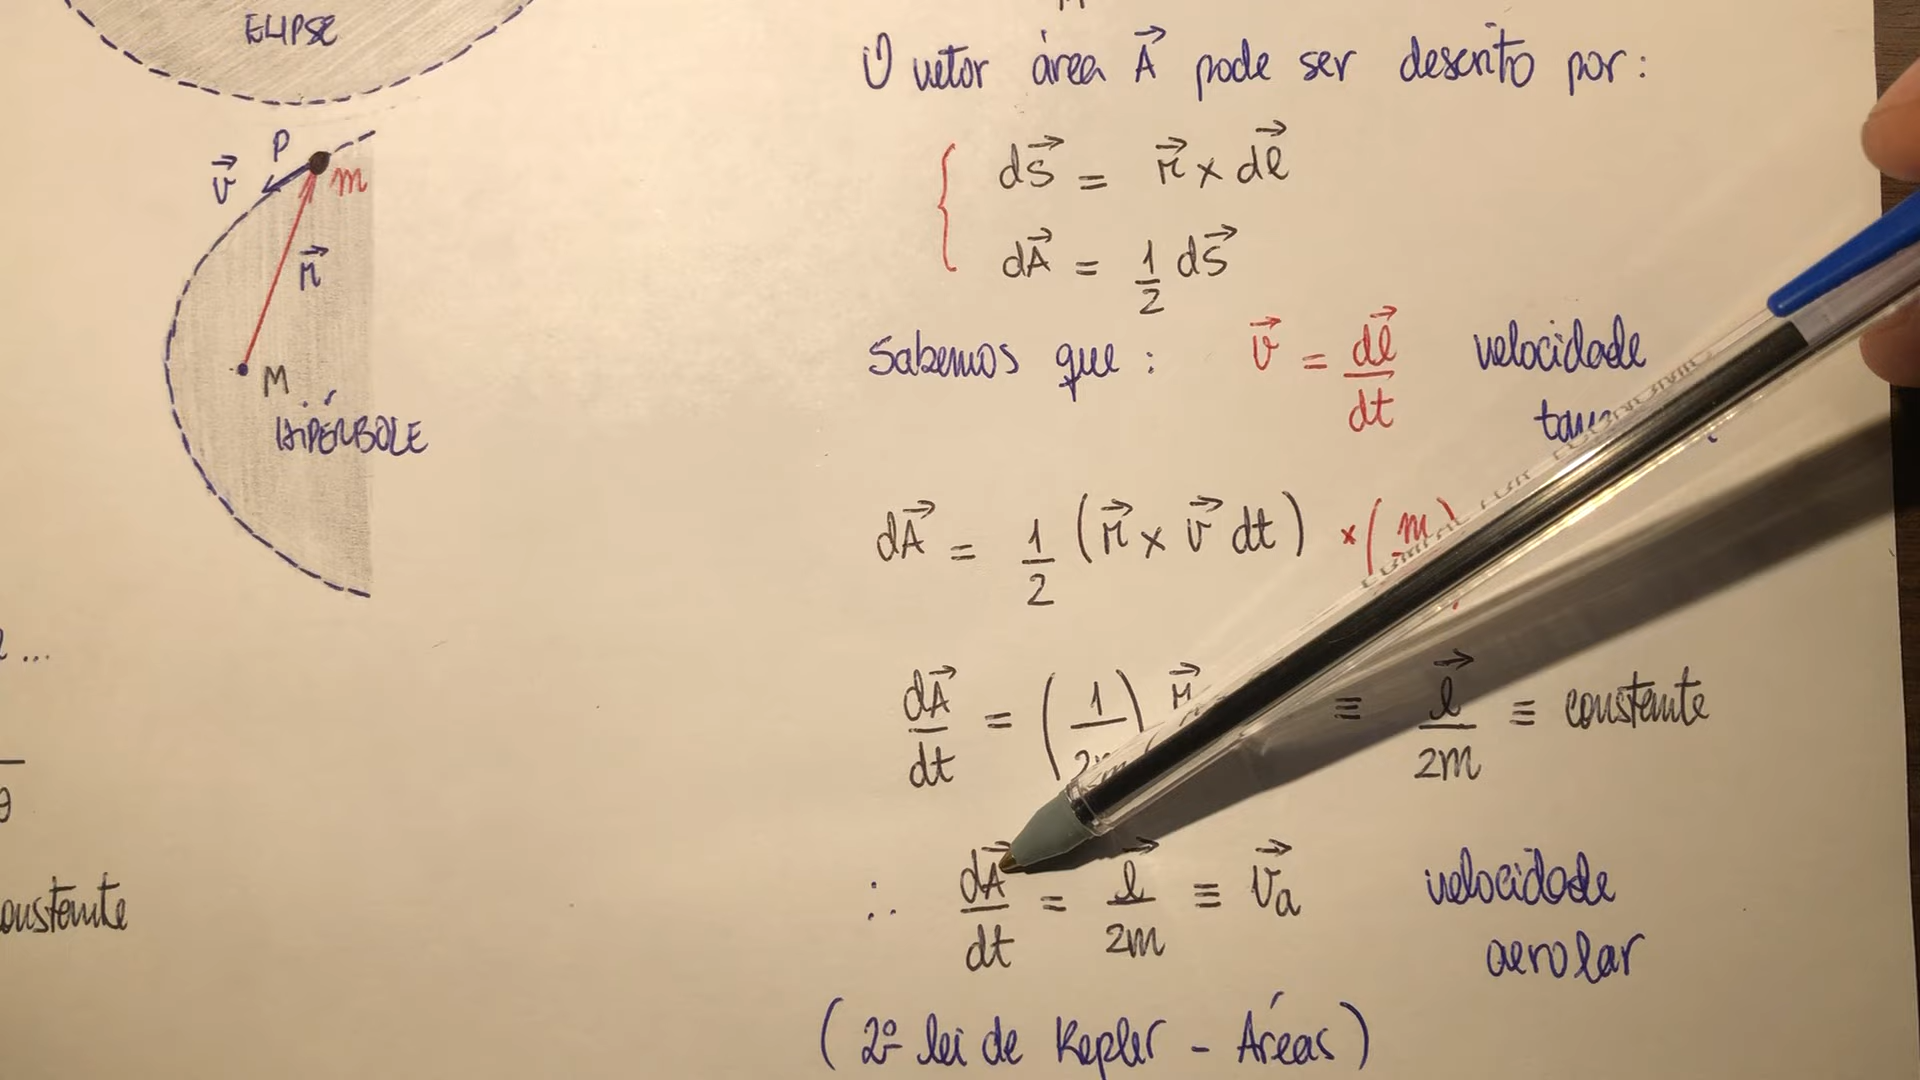 ELIPSE
P
v⃗
m
r⃗
M
HIPÉRBOLE
...
θ
constante
O vetor área A⃗ pode ser descrito por:
dS⃗ = r⃗ x dl⃗
dA⃗ = 1/2 dS⃗
Sabemos que : v⃗ = dl⃗/dt velocidade
dA⃗ = 1/2 (r⃗ x v⃗ dt) x (m
dA⃗/dt = (1/2m) r⃗ ≡ l⃗/2m ≡ constante
∴ dA⃗/dt = l⃗/2m ≡ v⃗a velocidade
aerolar
(2ª lei de Kepler - Áreas)